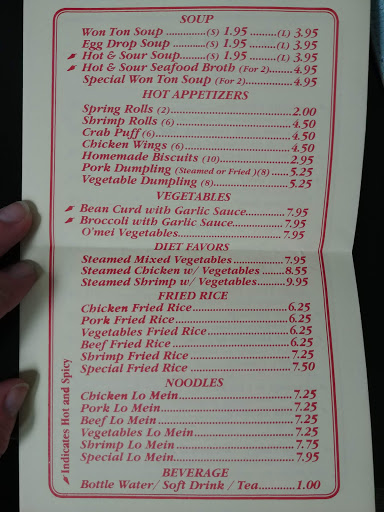 SOUP
Won Ton Soup ............(S) 1.95 ........(L) 3.95
Egg Drop Soup ..........(S) 1.95 ........(L) 3.95
Hot & Sour Soup.......(S) 1.95 ........(L) 3.95
Hot & Sour Seafood Broth (For 2).......4.95
Special Won Ton Soup (For 2)..............4.95
HOT APPETIZERS
Spring Rolls (2)....................................2.00
Shrimp Rolls (6)...................................4.50
Crab Puff (6)........................................4.50
Chicken Wings (6)................................4.50
Homemade Biscuits (10).....................2.95
Pork Dumpling (Steamed or Fried )(8) .....5.25
Vegetable Dumpling (8).......................5.25
VEGETABLES
Bean Curd with Garlic Sauce............7.95
Broccoli with Garlic Sauce...............7.95
O'mei Vegetables................................7.95
DIET FAVORS
Steamed Mixed Vegetables................7.95
Steamed Chicken w/ Vegetables ........8.55
Steamed Shrimp w/ Vegetables.........9.95
FRIED RICE
Chicken Fried Rice..............................6.25
Pork Fried Rice....................................6.25
Vegetables Fried Rice..........................6.25
Beef Fried Rice ....................................6.25
Shrimp Fried Rice ...............................7.25
Special Fried Rice ...............................7.50
NOODLES
Chicken Lo Mein..................................7.25
Pork Lo Mein.......................................7.25
Beef Lo Mein........................................7.25
Vegetables Lo Mein .............................7.25
Shrimp Lo Mein ...................................7.75
Special Lo Mein....................................7.95
BEVERAGE
Bottle Water/ Soft Drink / Tea............1.00
Indicates Hot and Spicy